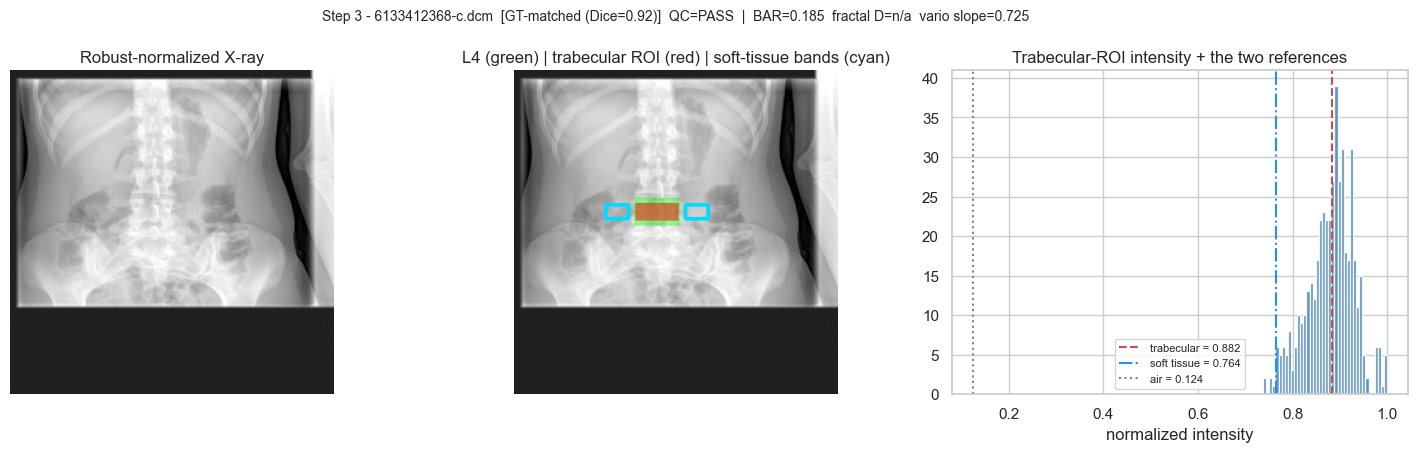 Step 3 - 6133412368-c.dcm  [GT-matched (Dice=0.92)]  QC=PASS  |  BAR=0.185  fractal D=n/a  vario slope=0.725
Robust-normalized X-ray
L4 (green) | trabecular ROI (red) | soft-tissue bands (cyan)
Trabecular-ROI intensity + the two references
40
35
30
25
20
15
10
5
0
trabecular = 0.882
soft tissue = 0.764
air = 0.124
0.2 0.4 0.6 0.8 1.0
normalized intensity